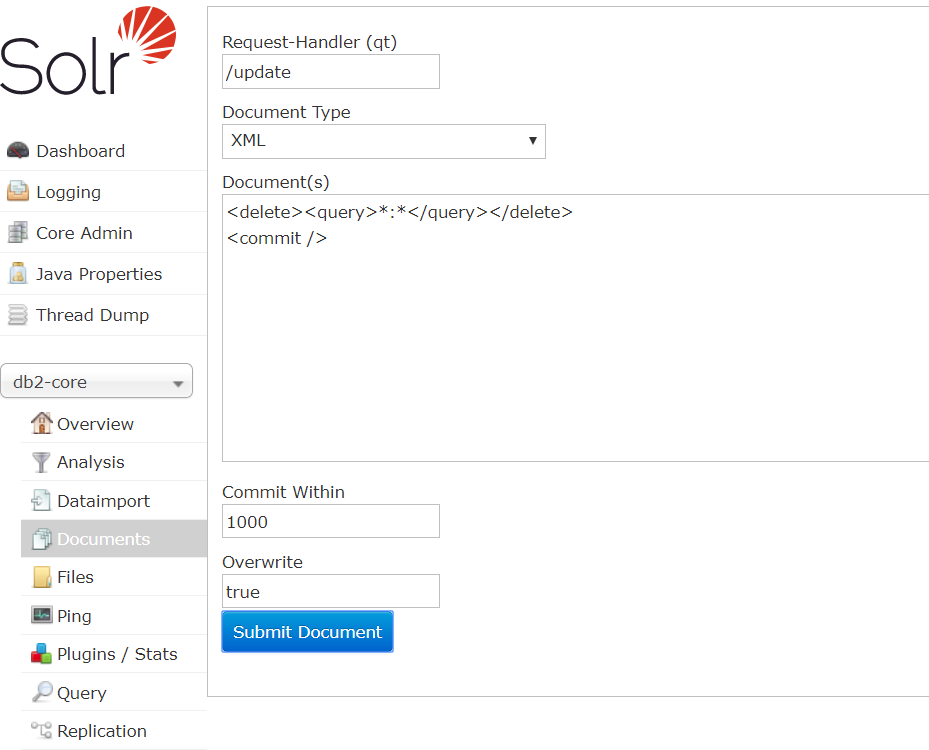 Solr
Dashboard
Logging
Core Admin
Java Properties
Thread Dump
db2-core
Overview
Analysis
Dataimport
Documents
Files
Ping
Plugins / Stats
Query
Replication
Request-Handler (qt)
/update
Document Type
XML
Document(s)
<delete><query>*:*</query></delete>
<commit />
Commit Within
1000
Overwrite
true
Submit Document